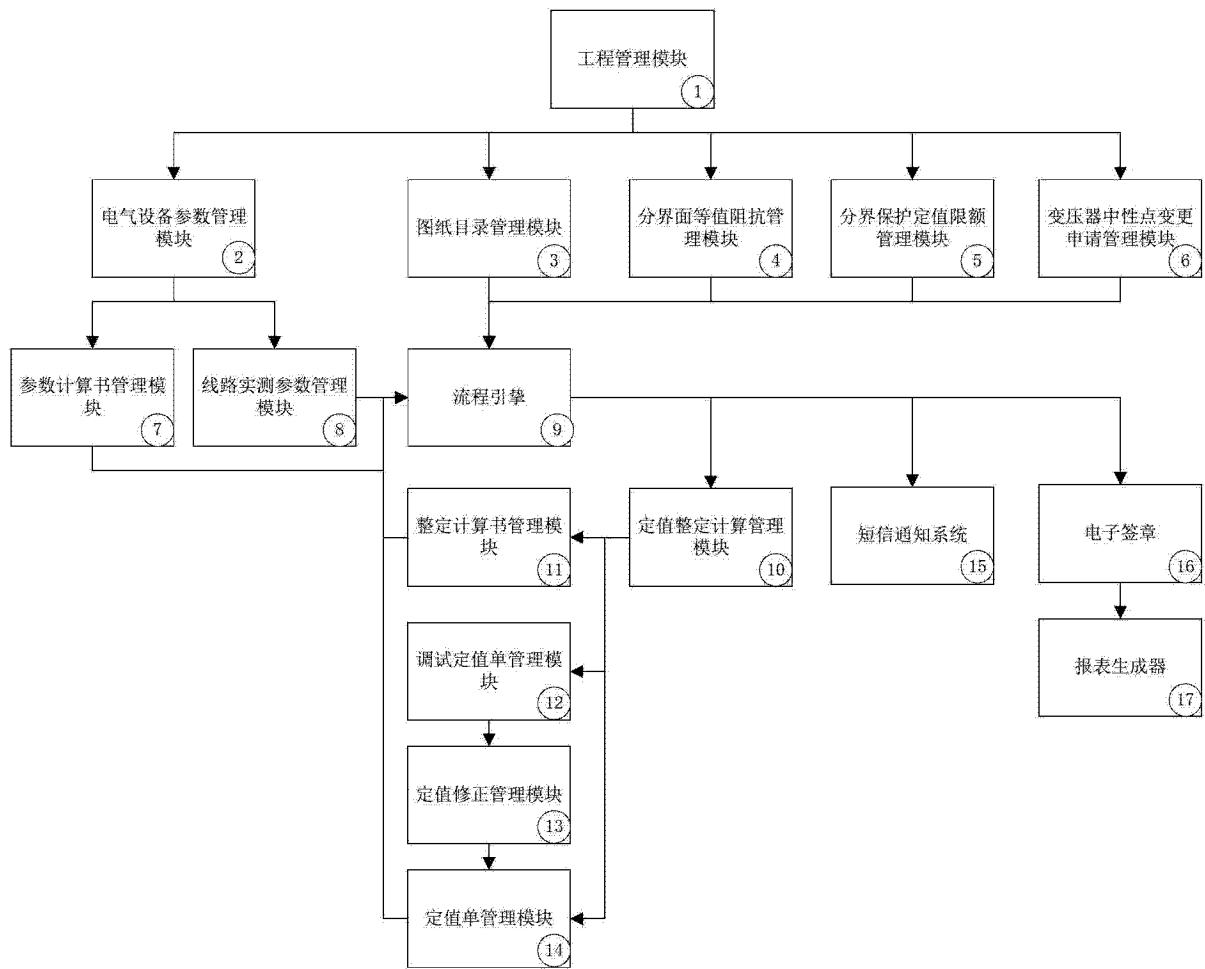 工程管理模块
1
电气设备参数管理
模块
2
图纸目录管理模块
3
分界面等值阻抗管
理模块
4
分界保护定值限额
管理模块
5
变压器中性点变更
申请管理模块
6
参数计算书管理模
块
7
线路实测参数管理
模块
8
流程引擎
9
整定计算书管理模
块
11
定值整定计算管理
模块
10
短信通知系统
15
电子签章
16
调试定值单管理模
块
12
报表生成器
17
定值修正管理模块
13
定值单管理模块
14